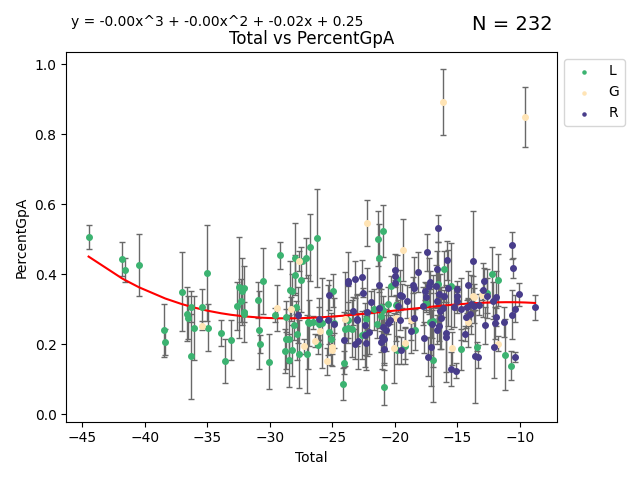 y = -0.00x^3 + -0.00x^2 + -0.02x + 0.25
N = 232
Total vs PercentGpA
1.0
0.8
0.6
0.4
0.2
0.0
PercentGpA
−45
−40
−35
−30
−25
−20
−15
−10
Total
L
G
R